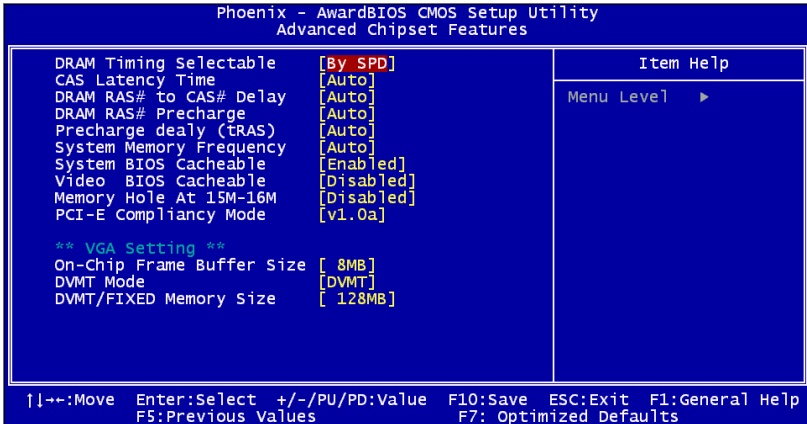 Phoenix - AwardBIOS CMOS Setup Utility
Advanced Chipset Features
DRAM Timing Selectable [By SPD]
CAS Latency Time [Auto]
DRAM RAS# to CAS# Delay [Auto]
DRAM RAS# Precharge [Auto]
Precharge dealy (tRAS) [Auto]
System Memory Frequency [Auto]
System BIOS Cacheable [Enabled]
Video BIOS Cacheable [Disabled]
Memory Hole At 15M-16M [Disabled]
PCI-E Compliancy Mode [v1.0a]
** VGA Setting **
On-Chip Frame Buffer Size [ 8MB]
DVMT Mode [DVMT]
DVMT/FIXED Memory Size [ 128MB]
Item Help
Menu Level ►
↑↓→←:Move Enter:Select +/-/PU/PD:Value F10:Save ESC:Exit F1:General Help
F5:Previous Values F7: Optimized Defaults